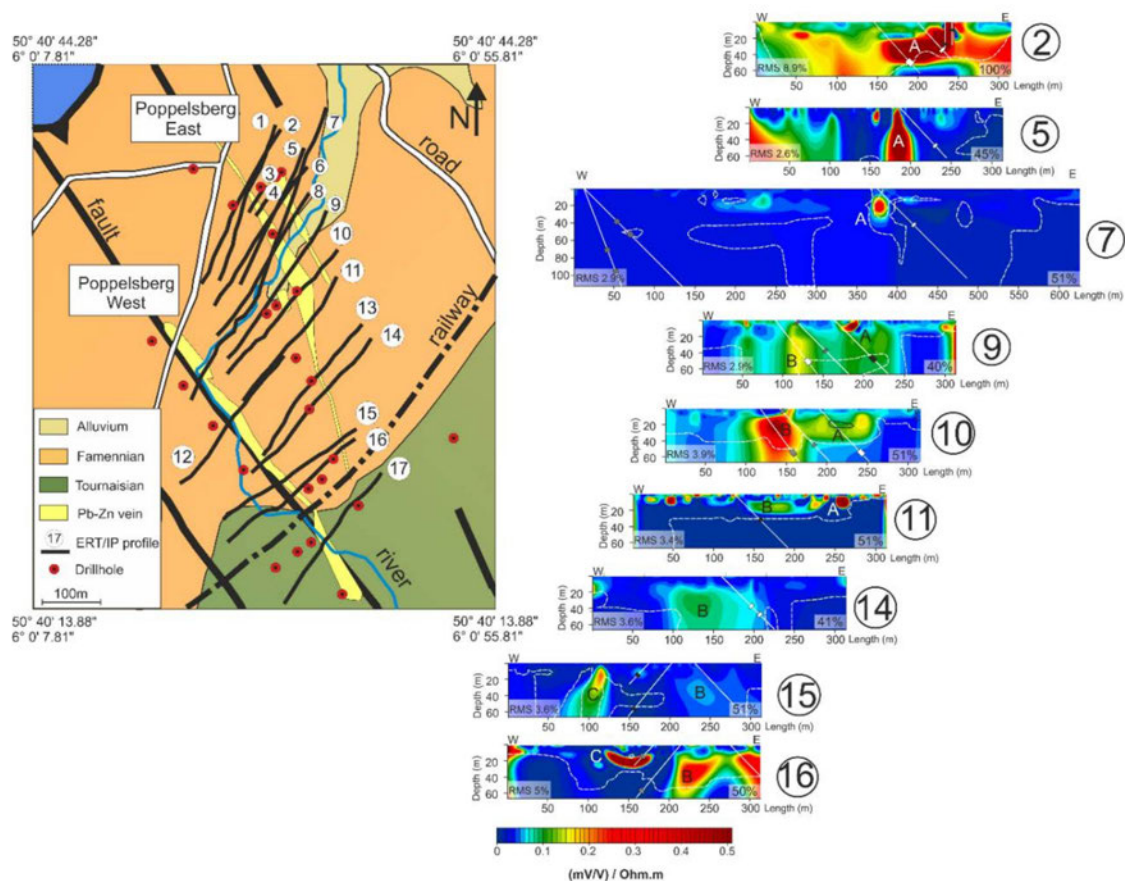 50° 40' 44.28"
6° 0' 7.81"
50° 40' 44.28"
6° 0' 55.81"
Poppelsberg
East
N
road
1
2
5
7
3
6
4
8
9
10
11
13
14
fault
Poppelsberg
West
railway
15
16
17
12
river
Alluvium
Famennian
Tournaisian
Pb-Zn vein
17 ERT/IP profile
Drillhole
100m
50° 40' 13.88"
6° 0' 7.81"
50° 40' 13.88"
6° 0' 55.81"
W E
Depth (m)
20
40
60
A
RMS 8.9%
100%
50 100 150 200 250 300 Length (m)
2
W E
Depth (m)
20
40
60
A
RMS 2.6%
45%
50 100 150 200 250 300 Length (m)
5
W E
Depth (m)
20
40
60
80
100
A
RMS 2.9%
51%
50 100 150 200 250 300 350 400 450 500 550 600 Length (m)
7
W E
Depth (m)
20
40
60
A
B
RMS 2.9%
40%
50 100 150 200 250 300 Length (m)
9
W E
Depth (m)
20
40
60
B
A
RMS 3.9%
51%
50 100 150 200 250 300 Length (m)
10
W E
Depth (m)
20
40
60
B
A
RMS 3.4%
51%
50 100 150 200 250 300 Length (m)
11
W E
Depth (m)
20
40
60
B
RMS 3.6%
41%
50 100 150 200 250 300 Length (m)
14
W E
Depth (m)
20
40
60
C
B
RMS 3.6%
51%
50 100 150 200 250 300 Length (m)
15
W E
Depth (m)
20
40
60
C
B
RMS 5%
50%
50 100 150 200 250 300 Length (m)
16
0 0.1 0.2 0.3 0.4 0.5
(mV/V) / Ohm.m